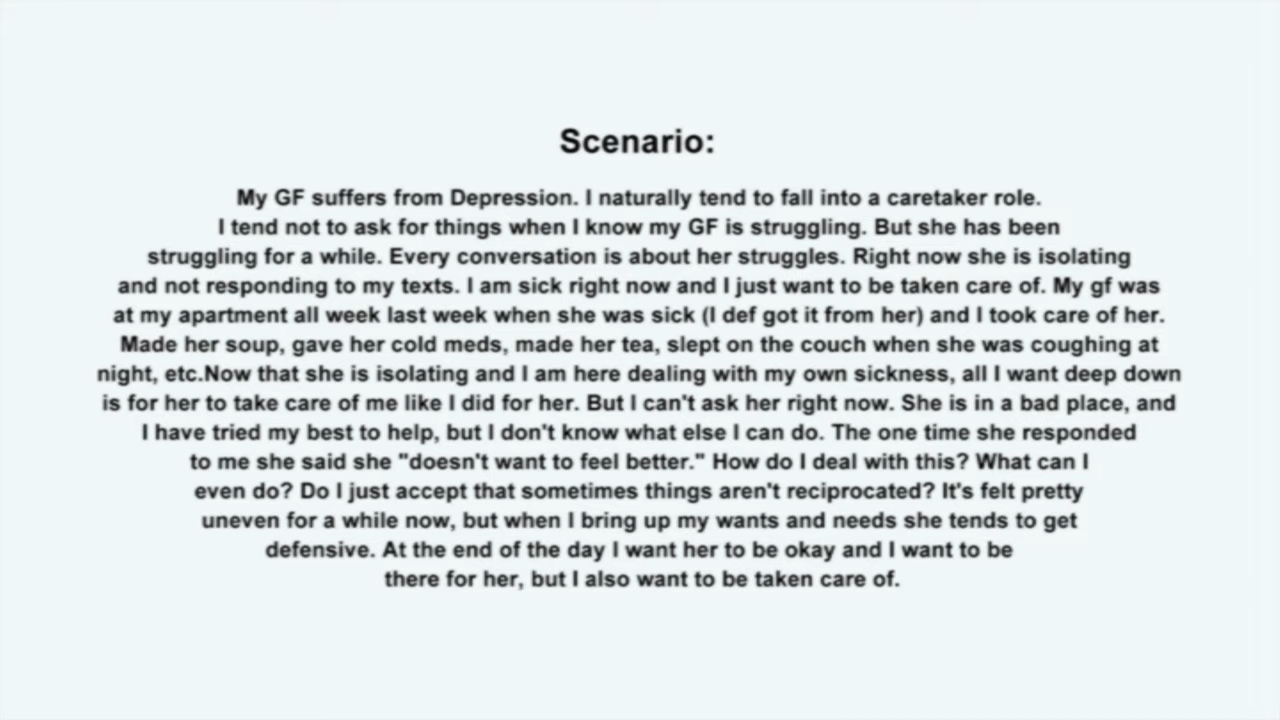 Scenario:
My GF suffers from Depression. I naturally tend to fall into a caretaker role.
I tend not to ask for things when I know my GF is struggling. But she has been
struggling for a while. Every conversation is about her struggles. Right now she is isolating
and not responding to my texts. I am sick right now and I just want to be taken care of. My gf was
at my apartment all week last week when she was sick (I def got it from her) and I took care of her.
Made her soup, gave her cold meds, made her tea, slept on the couch when she was coughing at
night, etc.Now that she is isolating and I am here dealing with my own sickness, all I want deep down
is for her to take care of me like I did for her. But I can't ask her right now. She is in a bad place, and
I have tried my best to help, but I don't know what else I can do. The one time she responded
to me she said she "doesn't want to feel better." How do I deal with this? What can I
even do? Do I just accept that sometimes things aren't reciprocated? It's felt pretty
uneven for a while now, but when I bring up my wants and needs she tends to get
defensive. At the end of the day I want her to be okay and I want to be
there for her, but I also want to be taken care of.